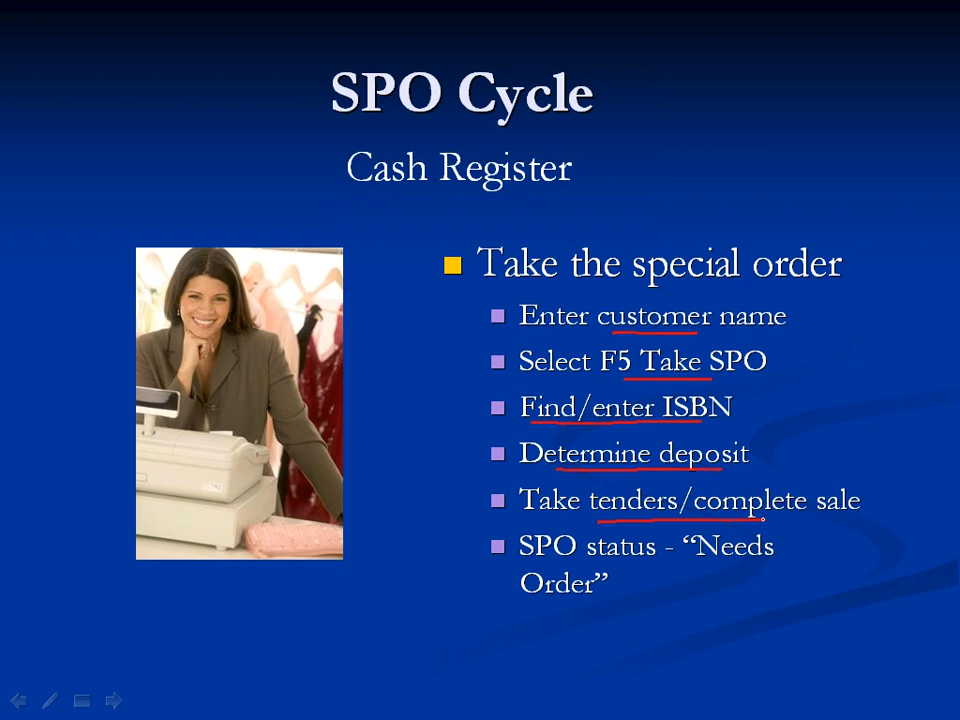 SPO Cycle
Cash Register
Take the special order
Enter customer name
Select F5 Take SPO
Find/enter ISBN
Determine deposit
Take tenders/complete sale
SPO status - “Needs
Order”